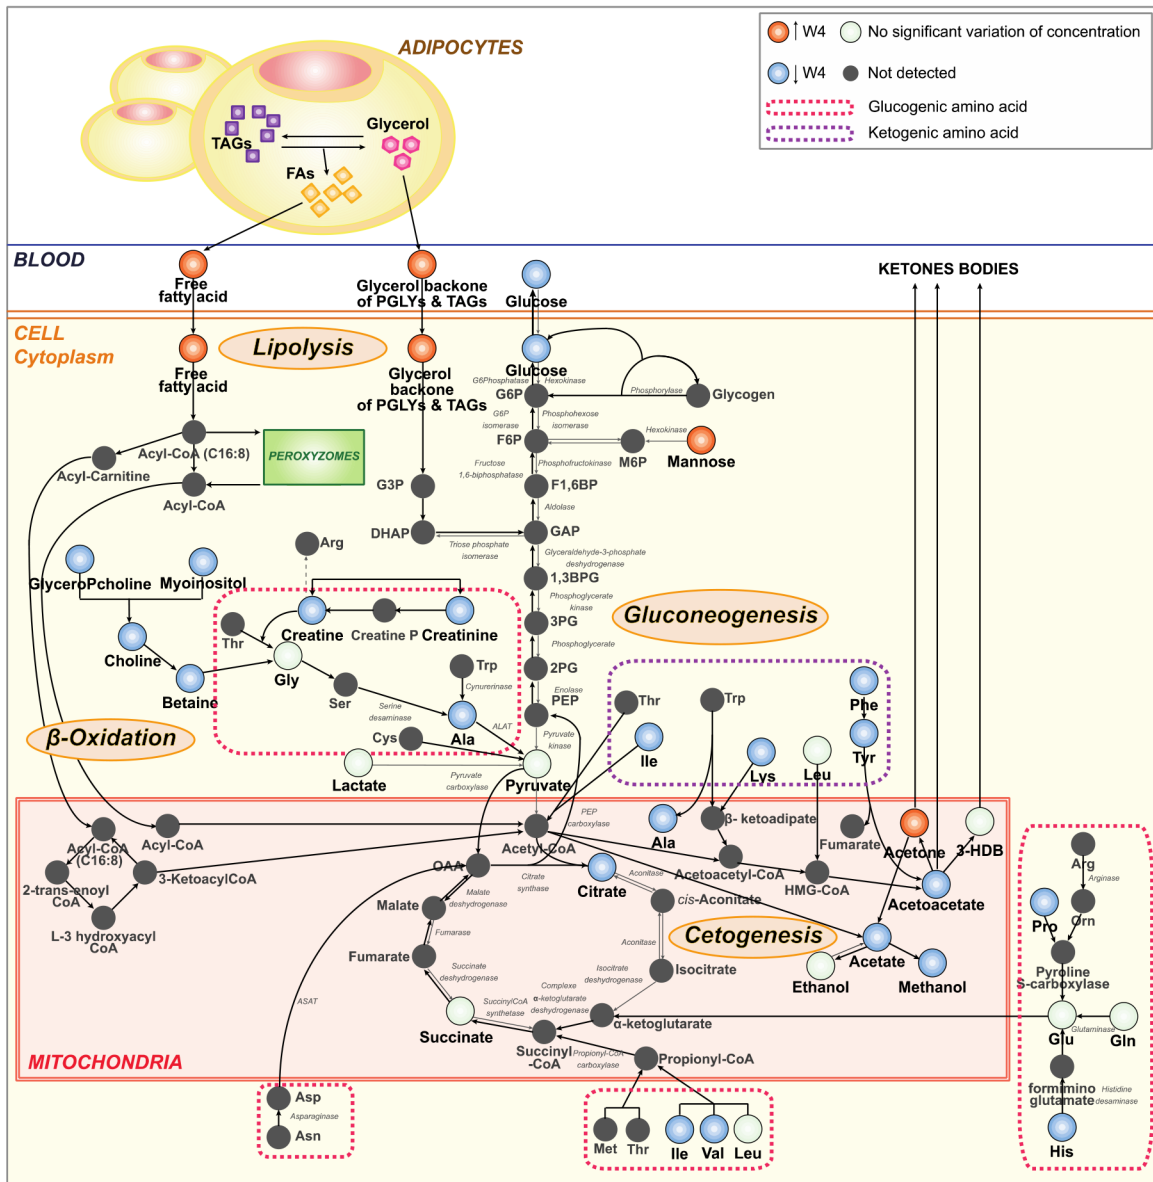 ADIPOCYTES
TAGs
Glycerol
FAs
↑ W4
No significant variation of concentration
↓ W4
Not detected
Glucogenic amino acid
Ketogenic amino acid
BLOOD
Free
fatty acid
Glycerol backone
of PGLYs & TAGs
Glucose
KETONES BODIES
CELL
Cytoplasm
Lipolysis
Free
fatty acid
Glycerol
backone
of PGLYs & TAGs
Glucose
G6Phosphatase
Hexokinase
G6P
Phosphorylase
Glycogen
G6P
isomerase
Phosphohexose
isomerase
Hexokinase
F6P
M6P
Mannose
Acyl-CoA (C16:8)
PEROXYZOMES
Acyl-Carnitine
Acyl-CoA
Fructose
1,6-biphosphatase
Phosphofructokinase
G3P
F1,6BP
Aldolase
DHAP
GAP
Triose phosphate
isomerase
Glyceraldehyde-3-phosphate
deshydrogenase
Arg
1,3BPG
GlyceroPcholine
Myoinositol
Phosphoglycerate
kinase
Gluconeogenesis
3PG
Creatine
Creatine P
Creatinine
Thr
Phosphoglycerate
Choline
Gly
Trp
2PG
Cynurerinase
Enolase
PEP
Betaine
Ser
Serine
desaminase
Ala
ALAT
Pyruvate
kinase
Thr
Trp
Phe
β-Oxidation
Cys
Ile
Lys
Leu
Tyr
Lactate
Pyruvate
carboxylase
Pyruvate
PEP
carboxylase
Acyl-CoA
(C16:8)
Acyl-CoA
Acetyl-CoA
Ala
β- ketoadipate
Fumarate
Acetone
3-HDB
2-trans-enoyl
CoA
3-KetoacylCoA
OAA
Citrate
synthase
Citrate
Aconitase
Acetoacetyl-CoA
HMG-CoA
Acetoacetate
Arg
Arginase
L-3 hydroxyacyl
CoA
Malate
Malate
deshydrogenase
cis-Aconitate
Orn
Pro
Fumarase
Aconitase
Cetogenesis
Fumarate
Succinate
deshydrogenase
Isocitrate
deshydrogenase
Isocitrate
Ethanol
Acetate
Methanol
Pyroline
S-carboxylase
ASAT
SuccinylCoA
synthetase
Complexe
α-ketoglutarate
deshydrogenase
Succinate
α-ketoglutarate
Glu
Glutaminase
Gln
Succinyl
-CoA
Propionyl-CoA
carboxylase
Propionyl-CoA
MITOCHONDRIA
formimino
glutamate
Histidine
desaminase
Asp
Asparaginase
Asn
Met
Thr
Ile
Val
Leu
His